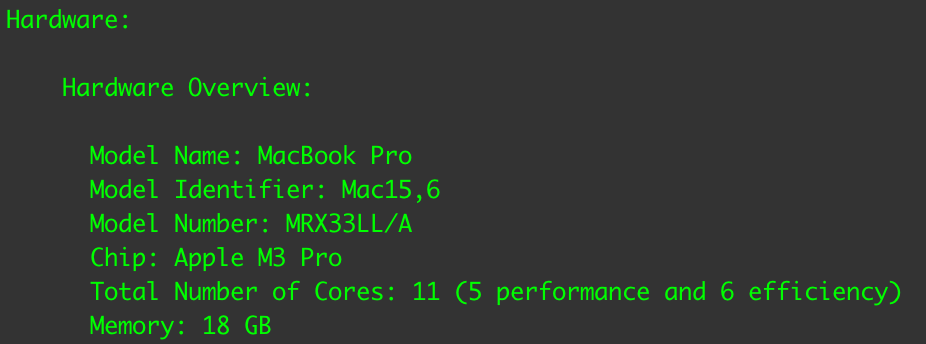 Hardware:
Hardware Overview:
Model Name: MacBook Pro
Model Identifier: Mac15,6
Model Number: MRX33LL/A
Chip: Apple M3 Pro
Total Number of Cores: 11 (5 performance and 6 efficiency)
Memory: 18 GB